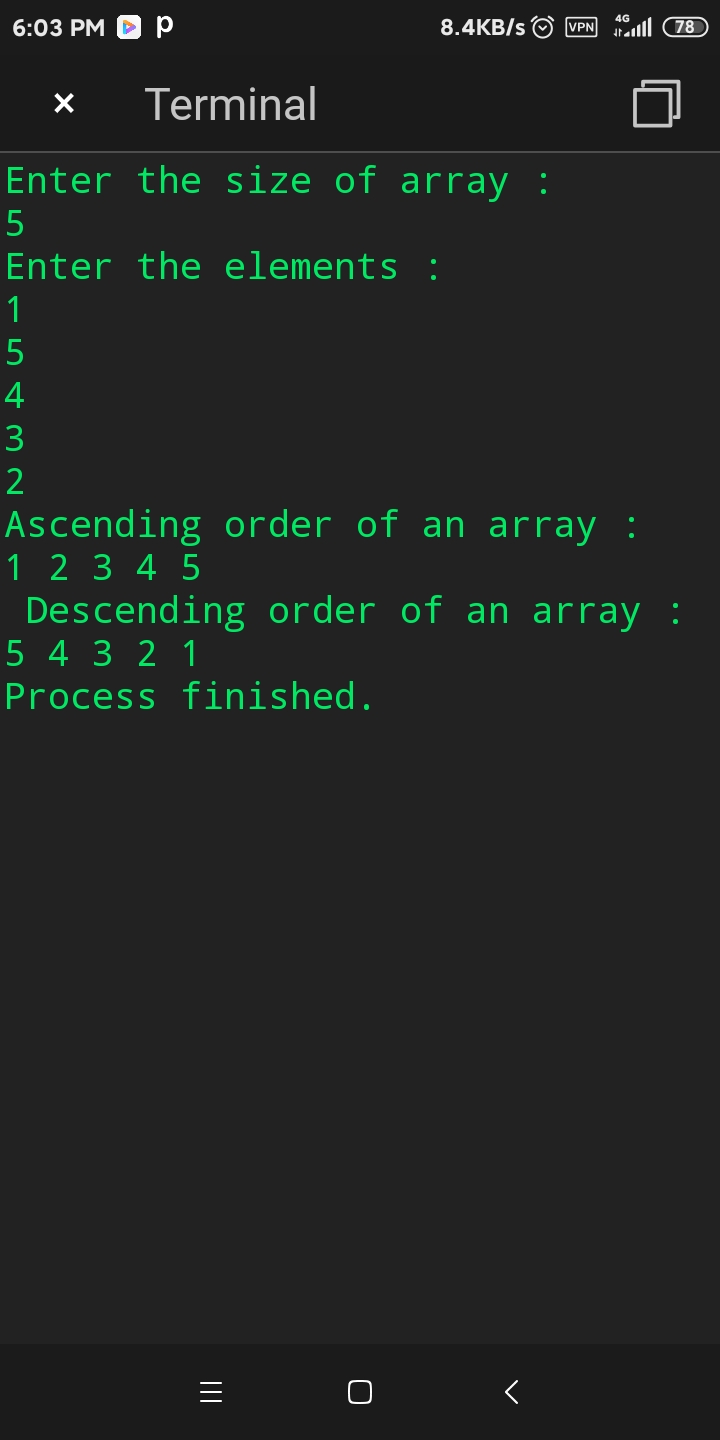 6:03 PM p 8.4KB/s VPN 4G 78
× Terminal
Enter the size of array :
5
Enter the elements :
1
5
4
3
2
Ascending order of an array :
1 2 3 4 5
 Descending order of an array :
5 4 3 2 1
Process finished.